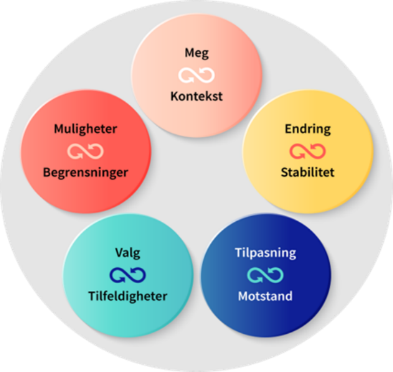 Meg
Kontekst
Muligheter
Begrensninger
Endring
Stabilitet
Valg
Tilfeldigheter
Tilpasning
Motstand